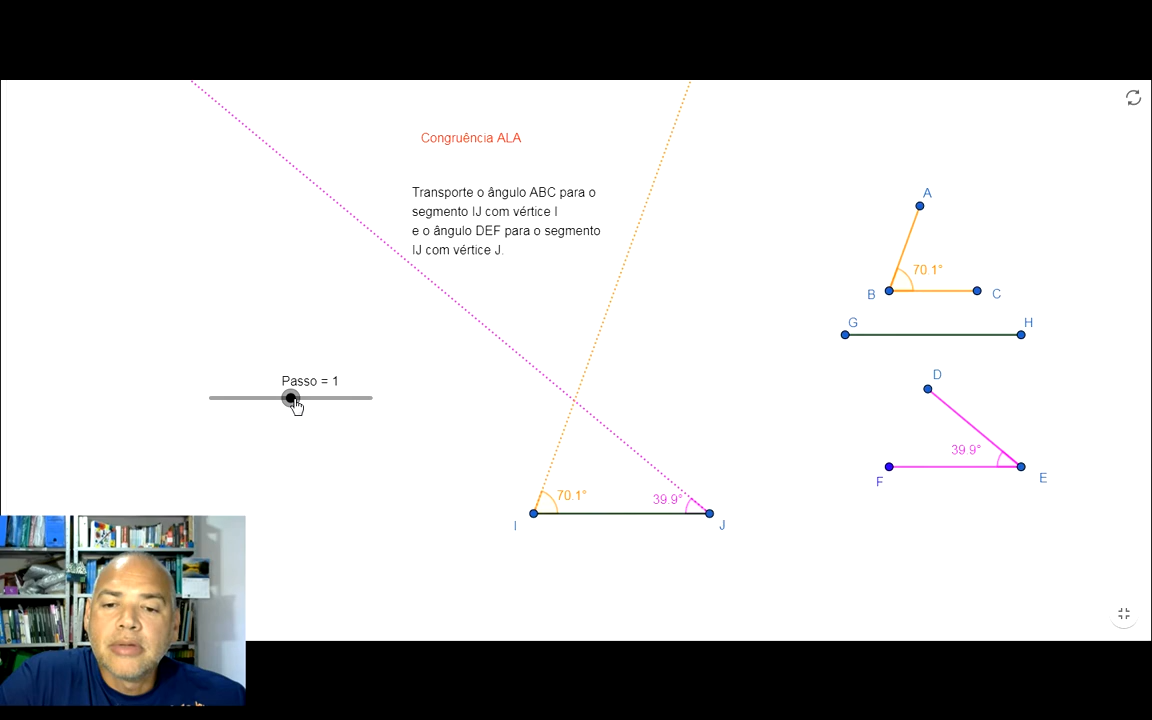 Congruência ALA
Transporte o ângulo ABC para o
segmento IJ com vértice I
e o ângulo DEF para o segmento
IJ com vértice J.
A
70.1°
B
C
G
H
Passo = 1
D
39.9°
F
E
70.1°
39.9°
I
J